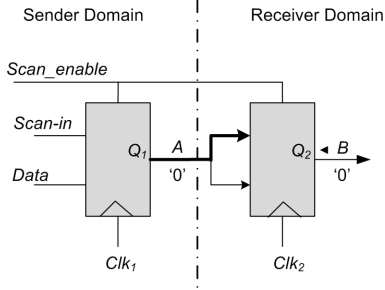 Sender Domain Receiver Domain
Scan_enable
Scan-in Q1 A Q2 B
Data '0' '0'
Clk1 Clk2